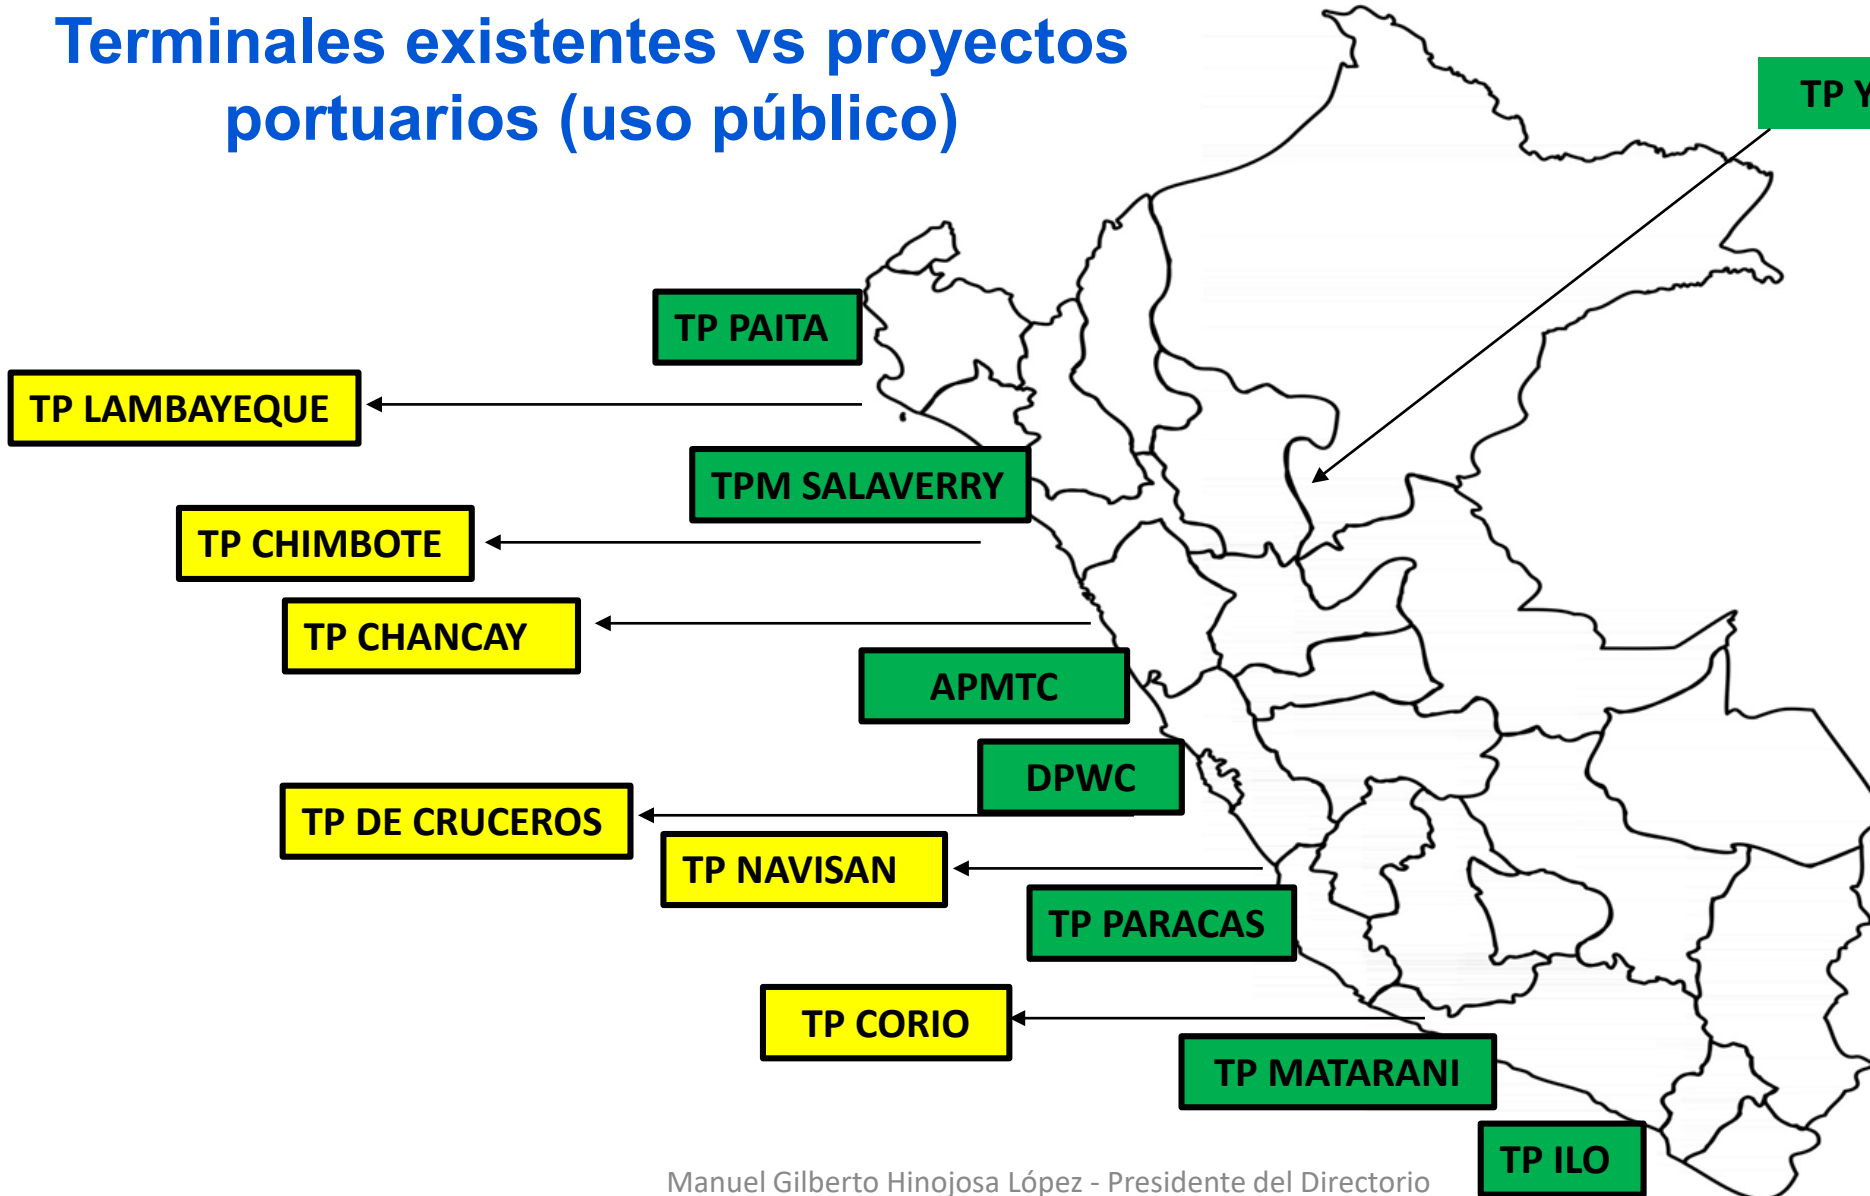 Terminales existentes vs proyectos
portuarios (uso público)
TP Y
TP PAITA
TP LAMBAYEQUE
TPM SALAVERRY
TP CHIMBOTE
TP CHANCAY
APMTC
DPWC
TP DE CRUCEROS
TP NAVISAN
TP PARACAS
TP CORIO
TP MATARANI
TP ILO
Manuel Gilberto Hinojosa López - Presidente del Directorio